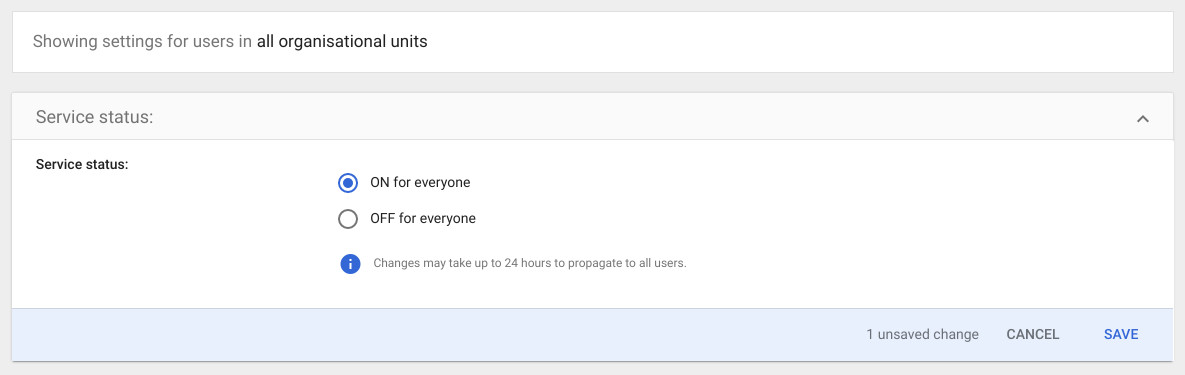 Showing settings for users in all organisational units
Service status:
Service status:
ON for everyone
OFF for everyone
Changes may take up to 24 hours to propagate to all users.
1 unsaved change CANCEL SAVE